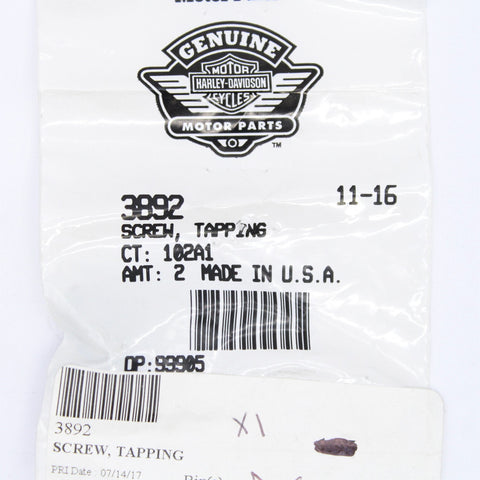 GENUINE
MOTOR
HARLEY-DAVIDSON
CYCLES
MOTOR PARTS
TM
3892
11-16
SCREW, TAPPING
CT: 102A1
AMT: 2 MADE IN U.S.A.
OP:99905
3892
X1
SCREW, TAPPING
PRI Date : 07/14/17